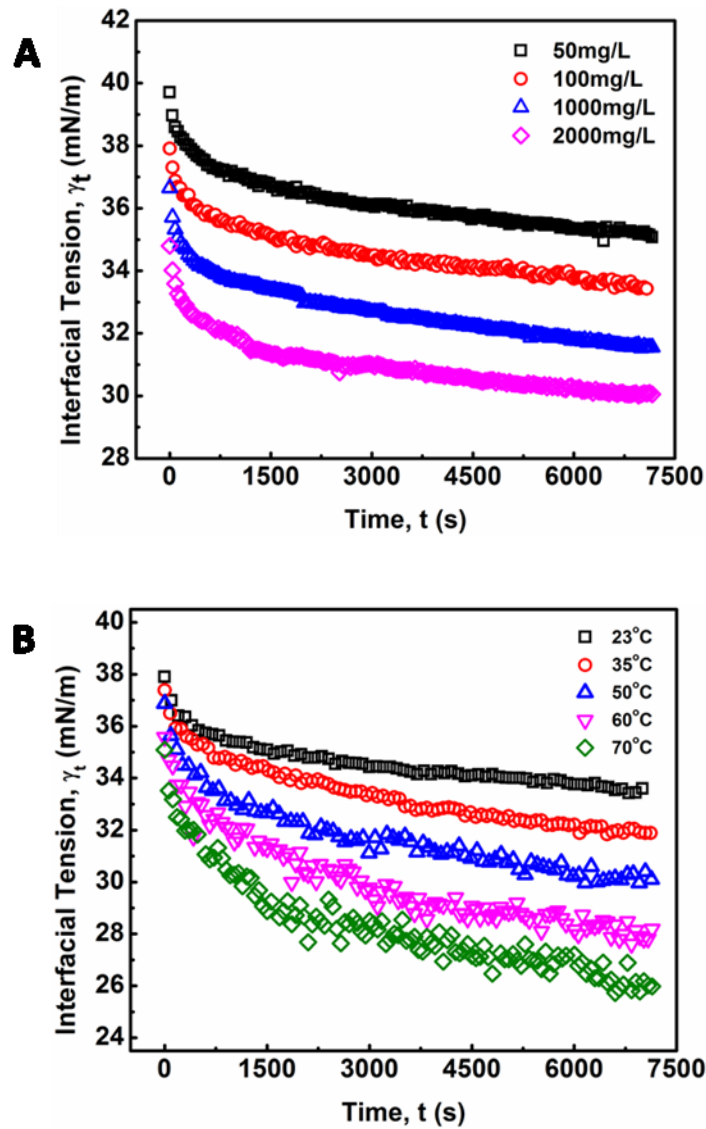 A
Interfacial Tension, γt (mN/m)
42
40
38
36
34
32
30
28
50mg/L
100mg/L
1000mg/L
2000mg/L
0 1500 3000 4500 6000 7500
Time, t (s)
B
Interfacial Tension, γt (mN/m)
40
38
36
34
32
30
28
26
24
23°C
35°C
50°C
60°C
70°C
0 1500 3000 4500 6000 7500
Time, t (s)